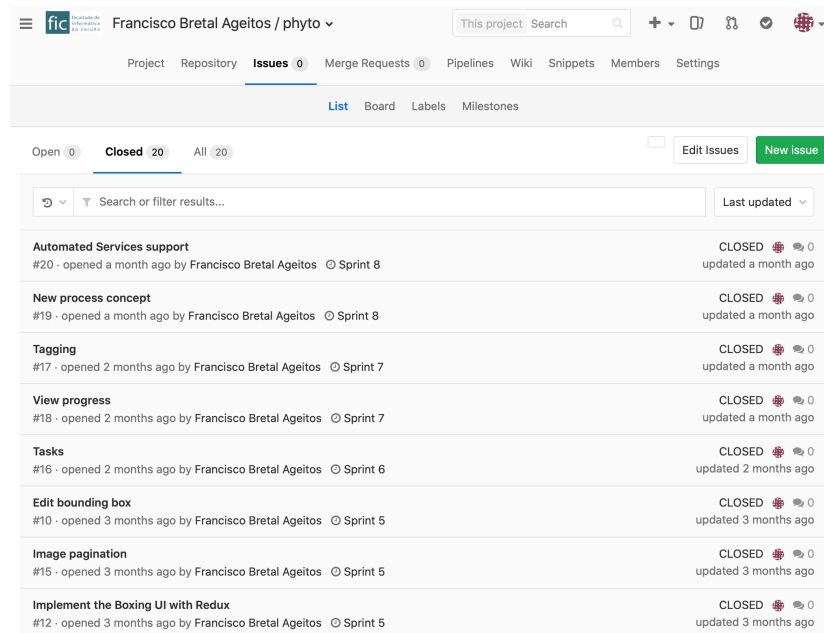 fic facultade de informática da coruña
Francisco Bretal Ageitos / phyto
This project Search
Project Repository Issues 0 Merge Requests 0 Pipelines Wiki Snippets Members Settings
List Board Labels Milestones
Open 0 Closed 20 All 20 Edit Issues New issue
Search or filter results... Last updated
Automated Services support CLOSED 0
#20 · opened a month ago by Francisco Bretal Ageitos Sprint 8 updated a month ago
New process concept CLOSED 0
#19 · opened a month ago by Francisco Bretal Ageitos Sprint 8 updated a month ago
Tagging CLOSED 0
#17 · opened 2 months ago by Francisco Bretal Ageitos Sprint 7 updated a month ago
View progress CLOSED 0
#18 · opened 2 months ago by Francisco Bretal Ageitos Sprint 7 updated a month ago
Tasks CLOSED 0
#16 · opened 2 months ago by Francisco Bretal Ageitos Sprint 6 updated 2 months ago
Edit bounding box CLOSED 0
#10 · opened 3 months ago by Francisco Bretal Ageitos Sprint 5 updated 3 months ago
Image pagination CLOSED 0
#15 · opened 3 months ago by Francisco Bretal Ageitos Sprint 5 updated 3 months ago
Implement the Boxing UI with Redux CLOSED 0
#12 · opened 3 months ago by Francisco Bretal Ageitos Sprint 5 updated 3 months ago